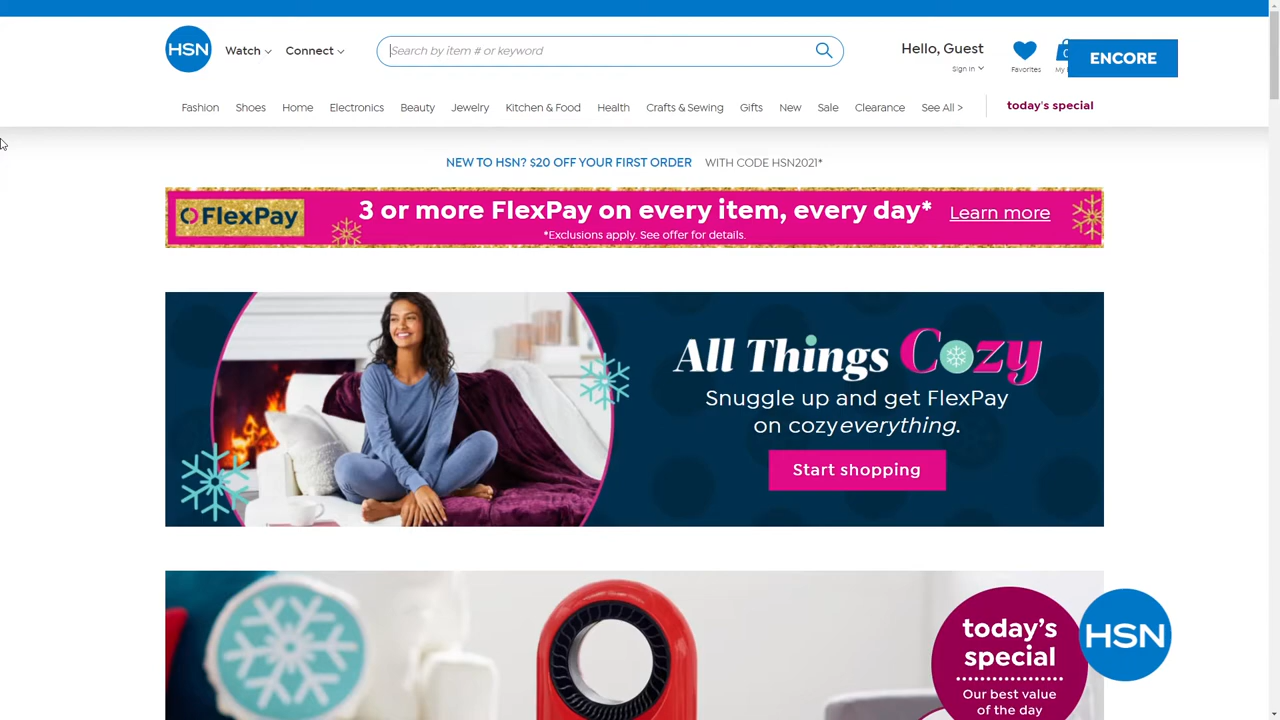 HSN
Watch
Connect
Search by item # or keyword
Hello, Guest
Sign In
Favorites
My
ENCORE
Fashion Shoes Home Electronics Beauty Jewelry Kitchen & Food Health Crafts & Sewing Gifts New Sale Clearance See All >
today's special
NEW TO HSN? $20 OFF YOUR FIRST ORDER WITH CODE HSN2021*
FlexPay
3 or more FlexPay on every item, every day* Learn more
*Exclusions apply. See offer for details.
All Things Cozy
Snuggle up and get FlexPay
on cozy everything.
Start shopping
today's
special
Our best value
of the day
HSN